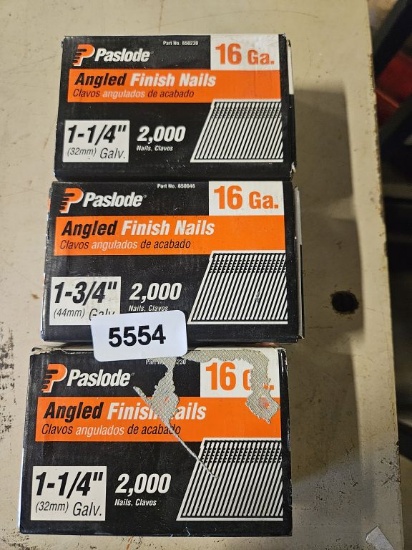 Paslode
Part No. 650230
16 Ga.
Angled Finish Nails
Clavos angulados de acabado
1-1/4" 2,000
(32mm) Galv. Nails. Clavos
Paslode
Part No. 650046
16 Ga.
Angled Finish Nails
Clavos angulados de acabado
1-3/4" 2,000
(44mm) Galv. Nails. Clavos
5554
Paslode
16 Ga.
Angled Finish Nails
Clavos angulados de acabado
1-1/4" 2,000
(32mm) Galv. Nails. Clavos